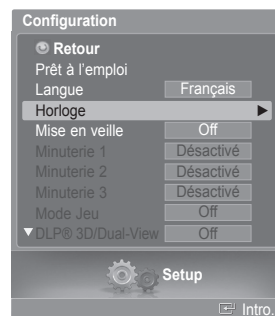 Configuration
Retour
Prêt à l'emploi
Langue Français
Horloge ►
Mise en veille Off
Minuterie 1 Désactivé
Minuterie 2 Désactivé
Minuterie 3 Désactivé
Mode Jeu Off
▼DLP® 3D/Dual-View Off
Setup
Intro.